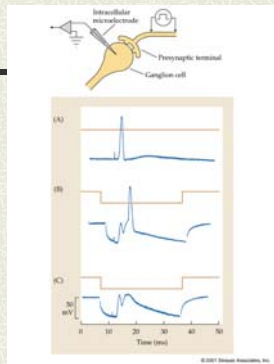 Intracellular
microelectrode
Presynaptic terminal
Ganglion cell
(A)
(B)
(C)
50
mV
0 10 20 30 40 50
Time (ms)
© 2001 Sinauer Associates, Inc.